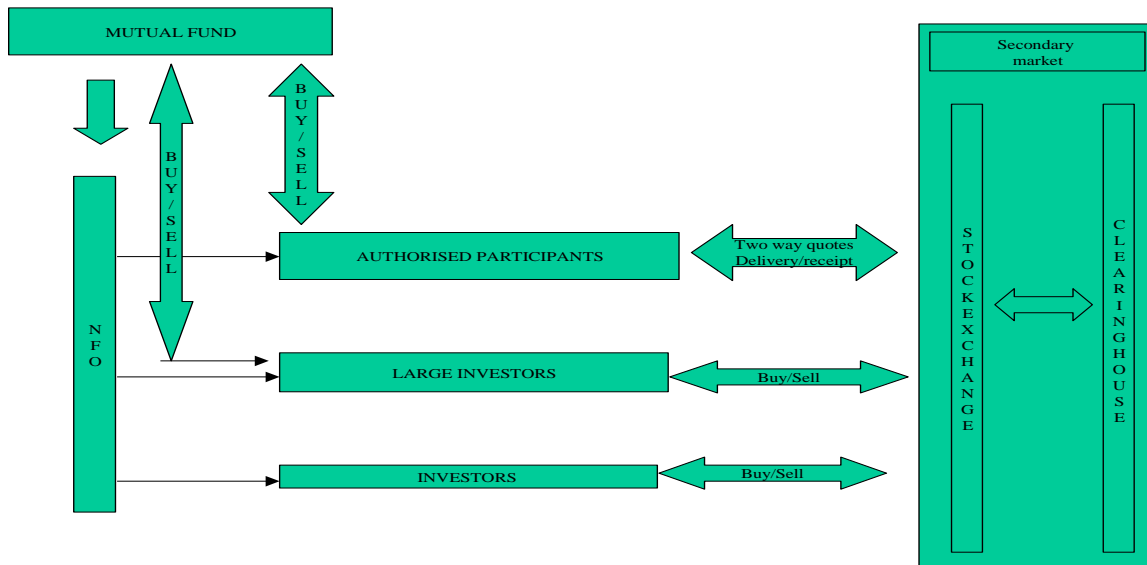 MUTUAL FUND
Secondary
market
BUY/SELL
BUY/SELL
NFO
AUTHORISED PARTICIPANTS
Two way quotes
Delivery/receipt
LARGE INVESTORS
Buy/Sell
INVESTORS
Buy/Sell
STOCKEXCHANGE
CLEARINGHOUSE